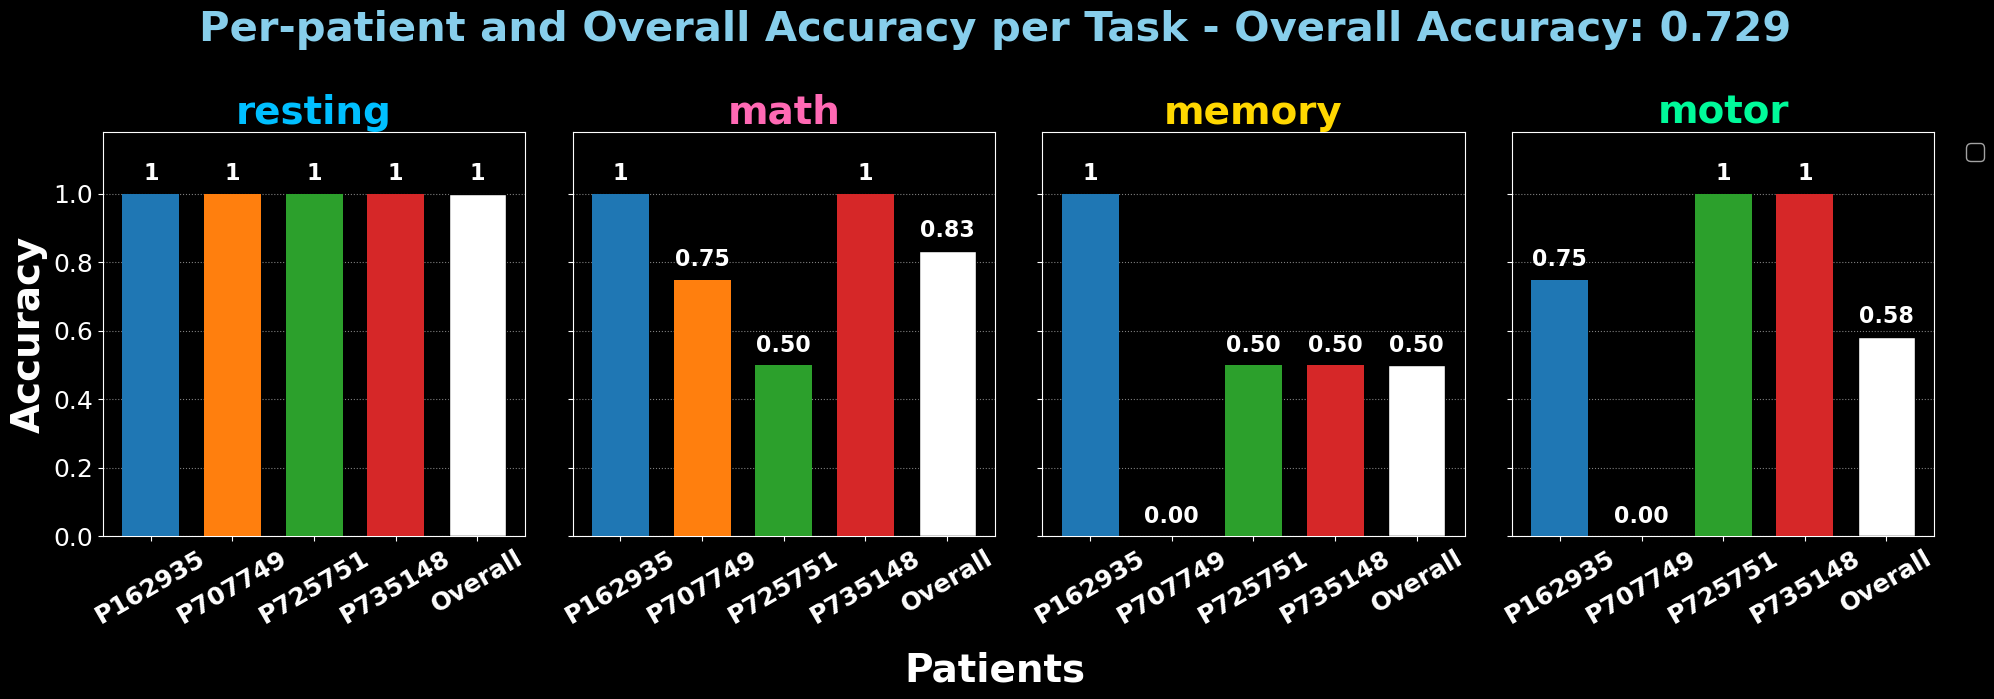 Per-patient and Overall Accuracy per Task - Overall Accuracy: 0.729
resting
math
memory
motor
Accuracy
1.0
0.8
0.6
0.4
0.2
0.0
1 1 1 1 1
1 0.75 0.50 1 0.83
1 0.00 0.50 0.50 0.50
0.75 0.00 1 1 0.58
P162935 P707749 P725751 P735148 Overall
P162935 P707749 P725751 P735148 Overall
P162935 P707749 P725751 P735148 Overall
P162935 P707749 P725751 P735148 Overall
Patients